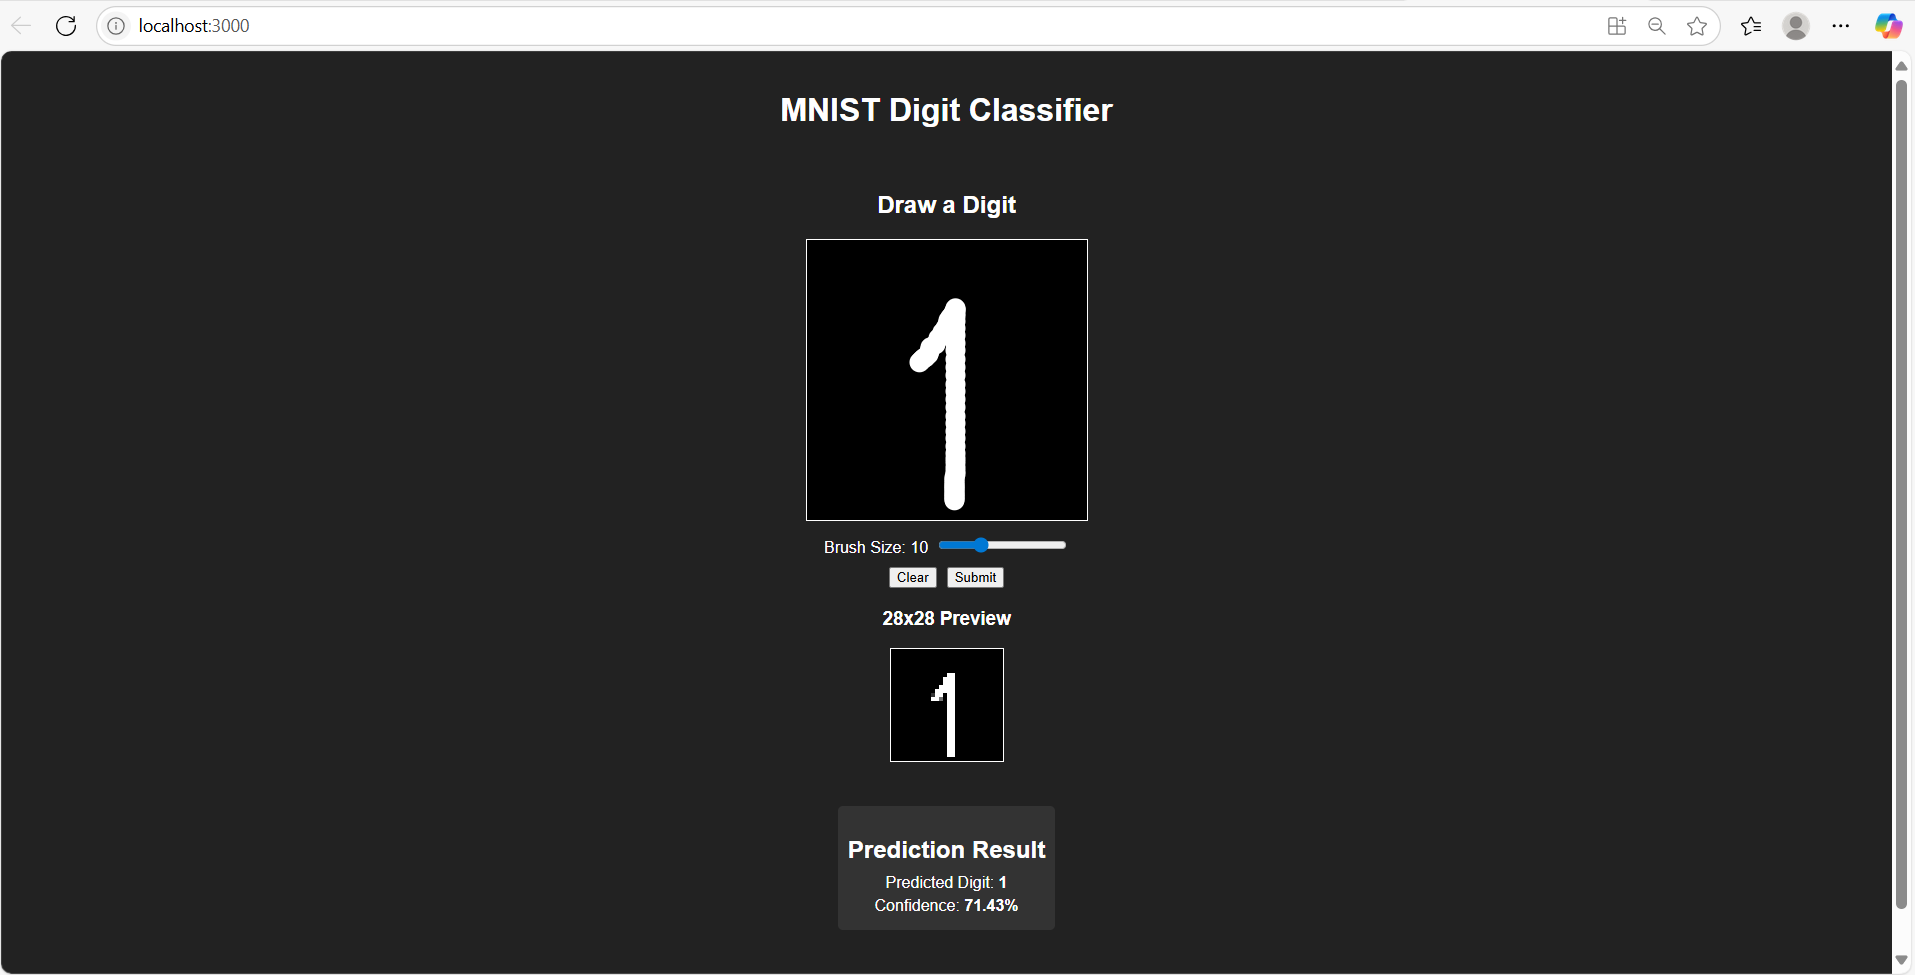 localhost:3000
MNIST Digit Classifier
Draw a Digit
1
Brush Size: 10
Clear Submit
28x28 Preview
1
Prediction Result
Predicted Digit: 1
Confidence: 71.43%